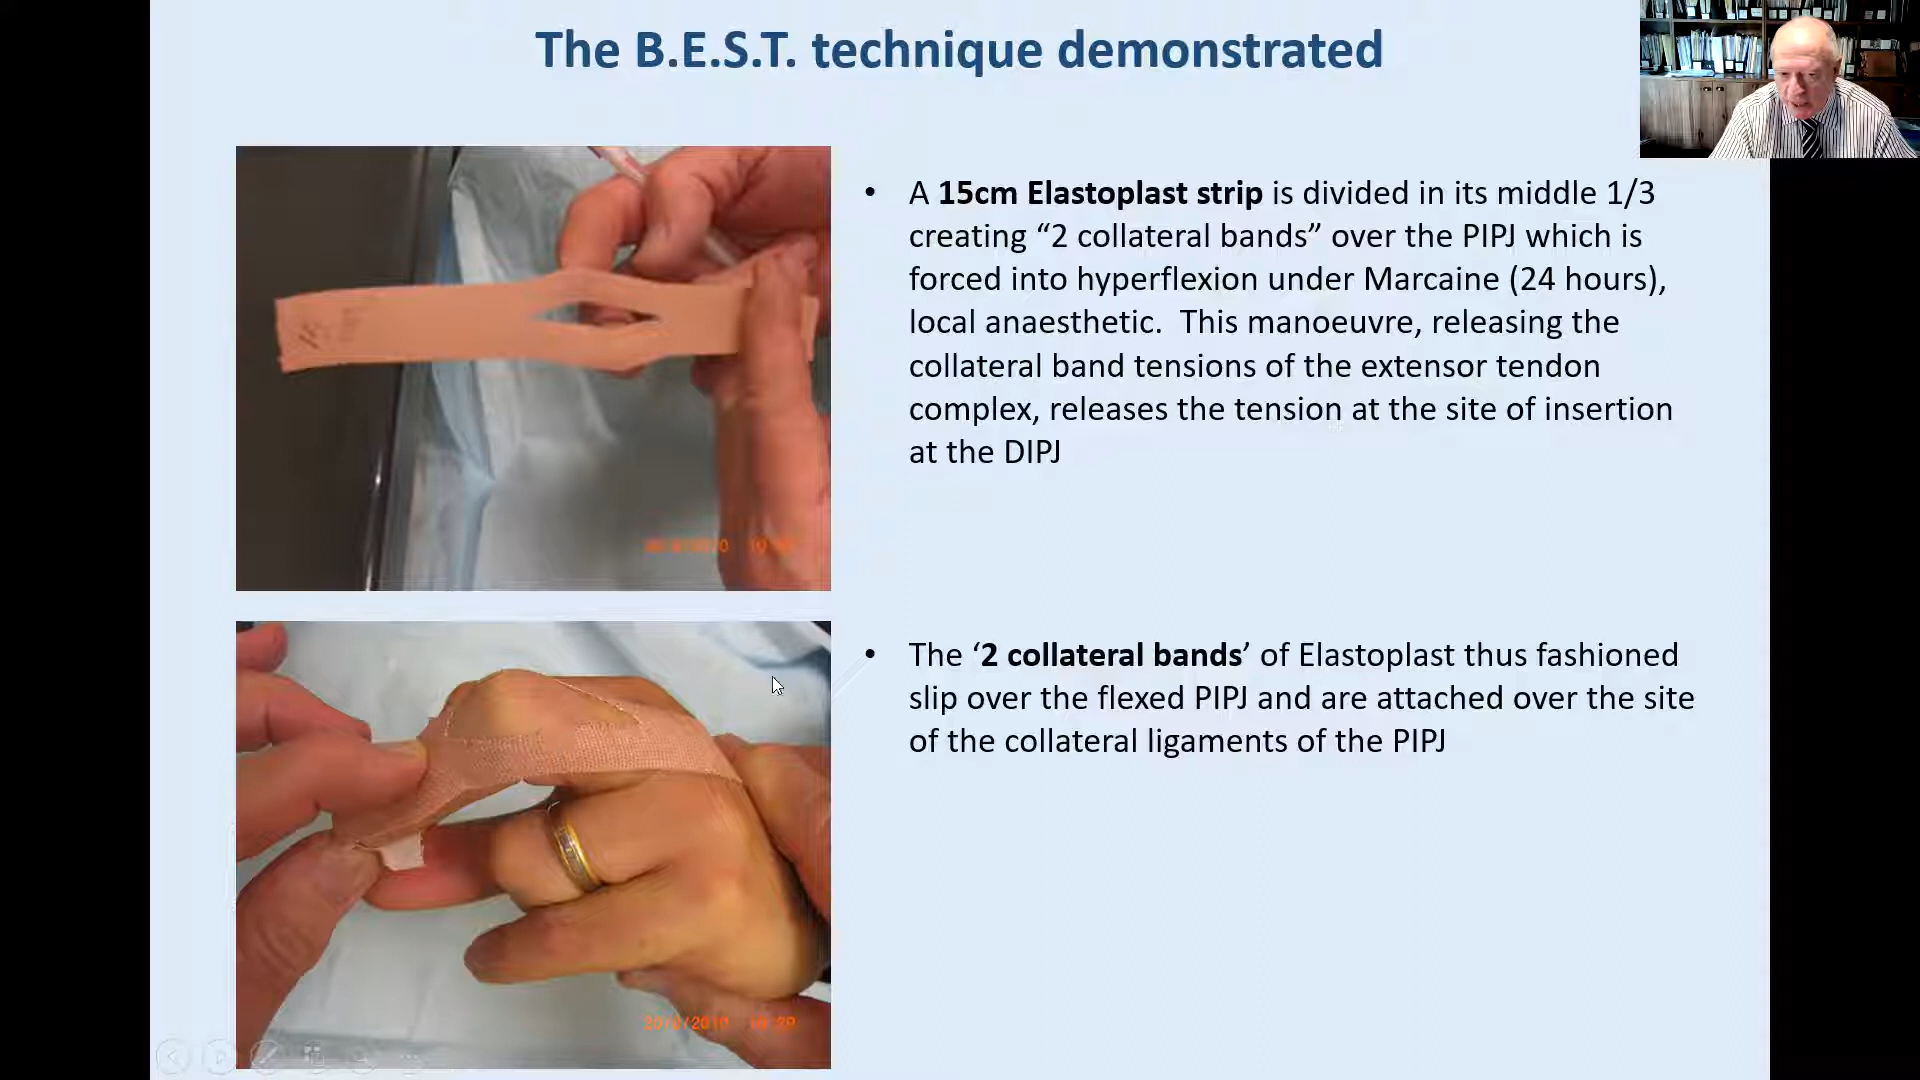 The B.E.S.T. technique demonstrated
• A 15cm Elastoplast strip is divided in its middle 1/3
creating “2 collateral bands” over the PIPJ which is
forced into hyperflexion under Marcaine (24 hours),
local anaesthetic. This manoeuvre, releasing the
collateral band tensions of the extensor tendon
complex, releases the tension at the site of insertion
at the DIPJ
• The ‘2 collateral bands’ of Elastoplast thus fashioned
slip over the flexed PIPJ and are attached over the site
of the collateral ligaments of the PIPJ